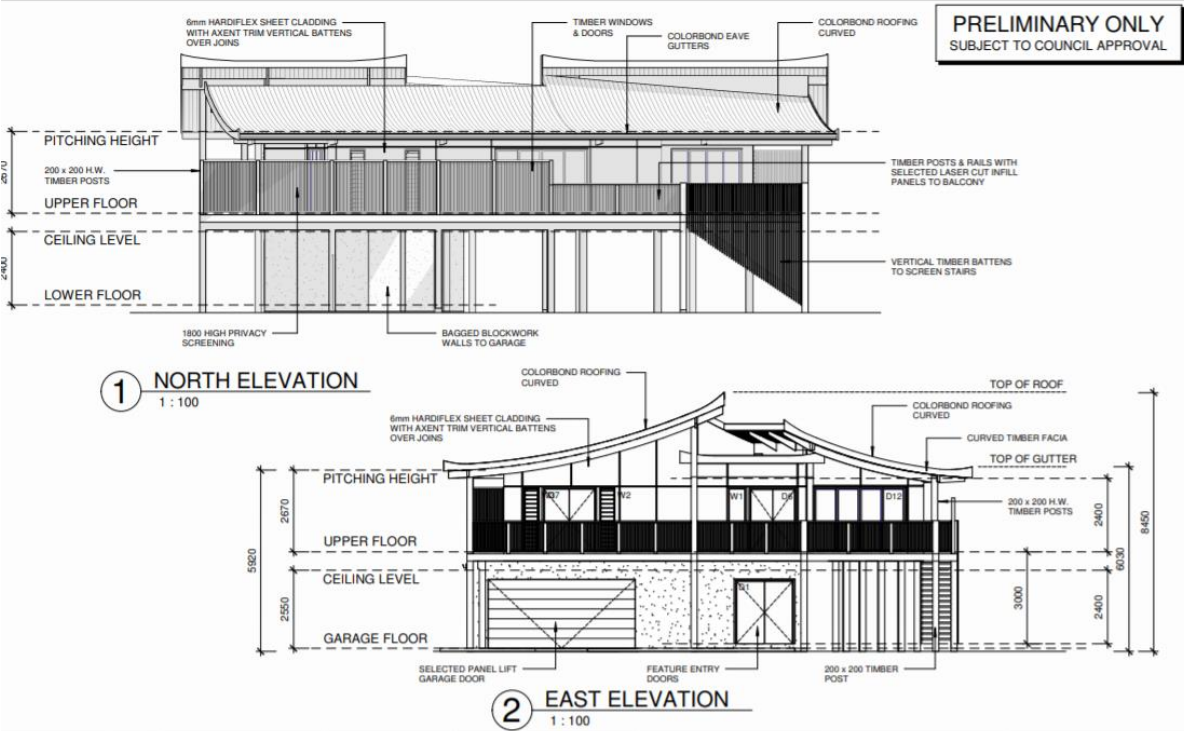 PRELIMINARY ONLY
SUBJECT TO COUNCIL APPROVAL
6mm HARDIFLEX SHEET CLADDING
WITH AXENT TRIM VERTICAL BATTENS
OVER JOINS
TIMBER WINDOWS
& DOORS
COLORBOND EAVE
GUTTERS
COLORBOND ROOFING
CURVED
PITCHING HEIGHT
2670
200 x 200 H.W.
TIMBER POSTS
UPPER FLOOR
TIMBER POSTS & RAILS WITH
SELECTED LASER CUT INFILL
PANELS TO BALCONY
CEILING LEVEL
2400
LOWER FLOOR
VERTICAL TIMBER BATTENS
TO SCREEN STAIRS
1800 HIGH PRIVACY
SCREENING
BAGGED BLOCKWORK
WALLS TO GARAGE
1
NORTH ELEVATION
1 : 100
COLORBOND ROOFING
CURVED
6mm HARDIFLEX SHEET CLADDING
WITH AXENT TRIM VERTICAL BATTENS
OVER JOINS
TOP OF ROOF
COLORBOND ROOFING
CURVED
CURVED TIMBER FACIA
TOP OF GUTTER
PITCHING HEIGHT
W2
W1
D6
D12
200 x 200 H.W.
TIMBER POSTS
2670
2400
8450
UPPER FLOOR
5920
6030
CEILING LEVEL
D1
2550
3000
2400
GARAGE FLOOR
SELECTED PANEL LIFT
GARAGE DOOR
FEATURE ENTRY
DOORS
200 x 200 TIMBER
POST
2
EAST ELEVATION
1 : 100